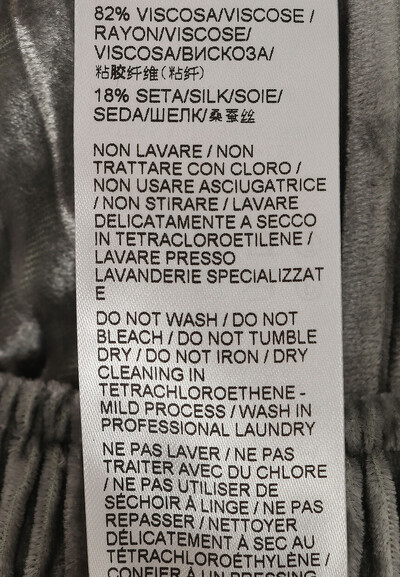 82% VISCOSA/VISCOSE /
RAYON/VISCOSE/
VISCOSA/ВИСКОЗА/
粘胶纤维(粘纤)
18% SETA/SILK/SOIE/
SEDA/ШЕЛК/桑蚕丝
NON LAVARE / NON
TRATTARE CON CLORO /
NON USARE ASCIUGATRICE
/ NON STIRARE / LAVARE
DELICATAMENTE A SECCO
IN TETRACLOROETILENE /
LAVARE PRESSO
LAVANDERIE SPECIALIZZAT
E
DO NOT WASH / DO NOT
BLEACH / DO NOT TUMBLE
DRY / DO NOT IRON / DRY
CLEANING IN
TETRACHLOROETHENE -
MILD PROCESS / WASH IN
PROFESSIONAL LAUNDRY
NE PAS LAVER / NE PAS
TRAITER AVEC DU CHLORE
/ NE PAS UTILISER DE
SÉCHOIR À LINGE / NE PAS
REPASSER / NETTOYER
DÉLICATEMENT À SEC AU
TÉTRACHLOROÉTHYLÈNE /
CONFIER À UN PRESSING